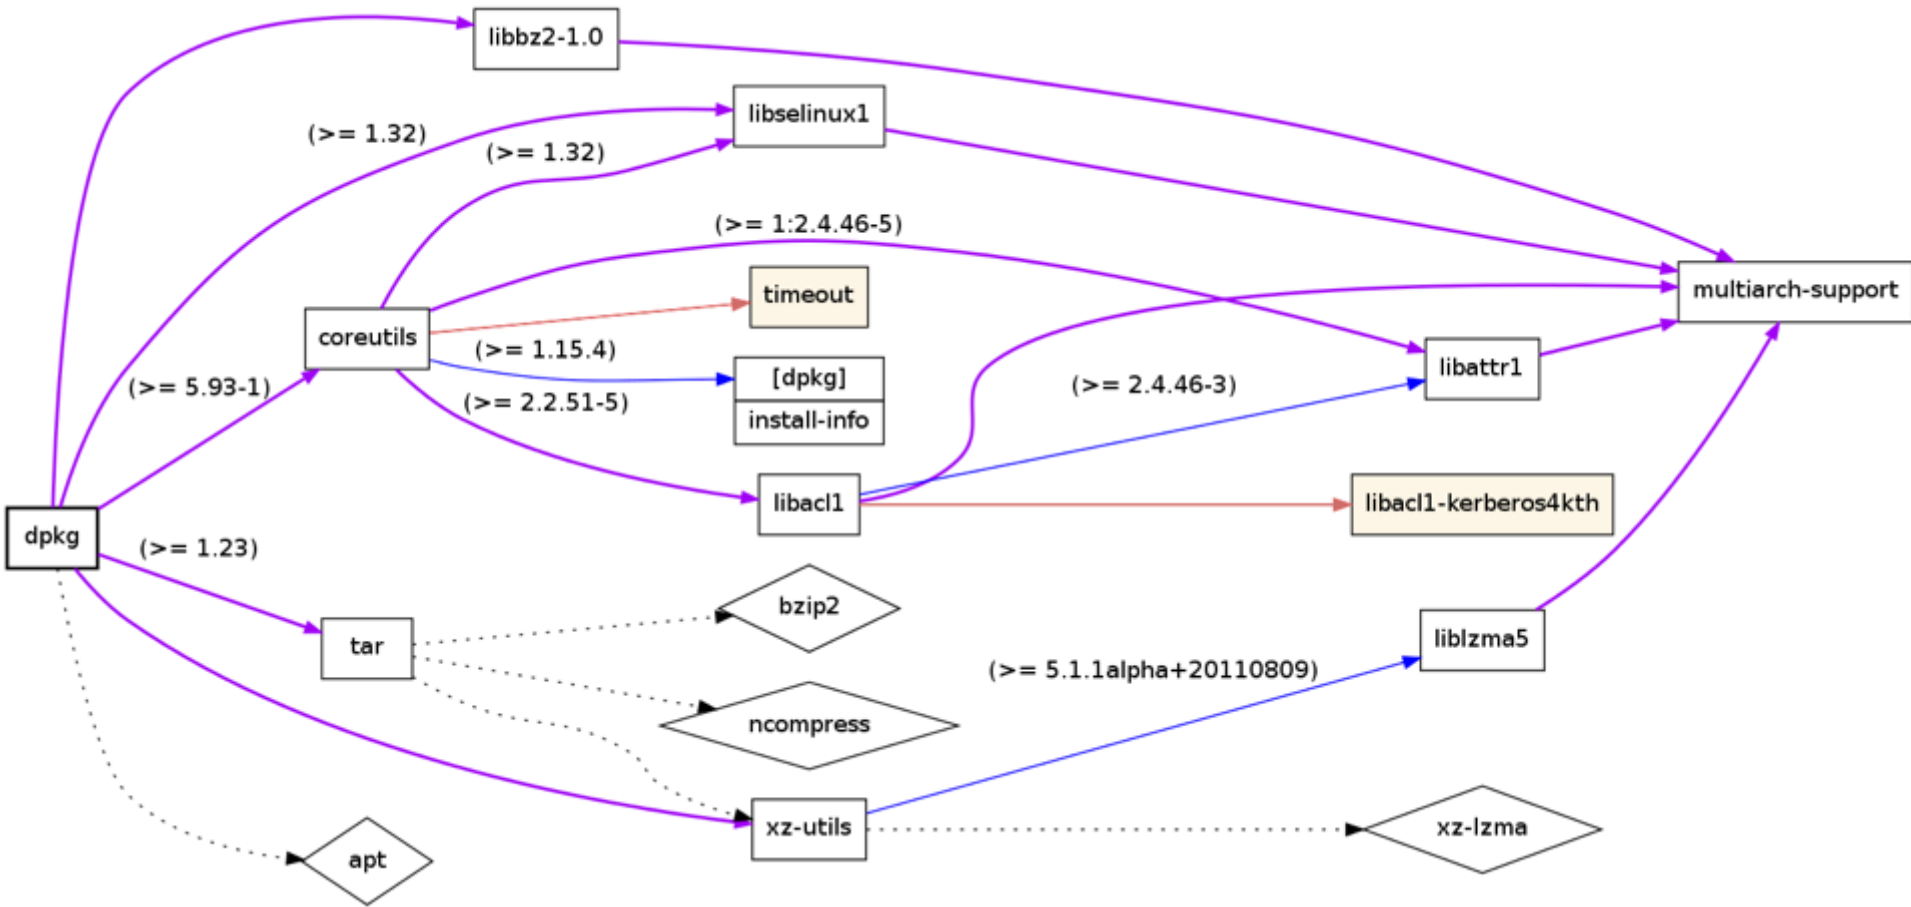 libbz2-1.0
libselinux1
(>= 1.32)
(>= 1.32)
(>= 1:2.4.46-5)
timeout
multiarch-support
coreutils
(>= 1.15.4)
[dpkg]
install-info
libattr1
(>= 5.93-1)
(>= 2.2.51-5)
(>= 2.4.46-3)
libacl1
libacl1-kerberos4kth
dpkg
(>= 1.23)
bzip2
tar
liblzma5
(>= 5.1.1alpha+20110809)
ncompress
xz-utils
xz-lzma
apt